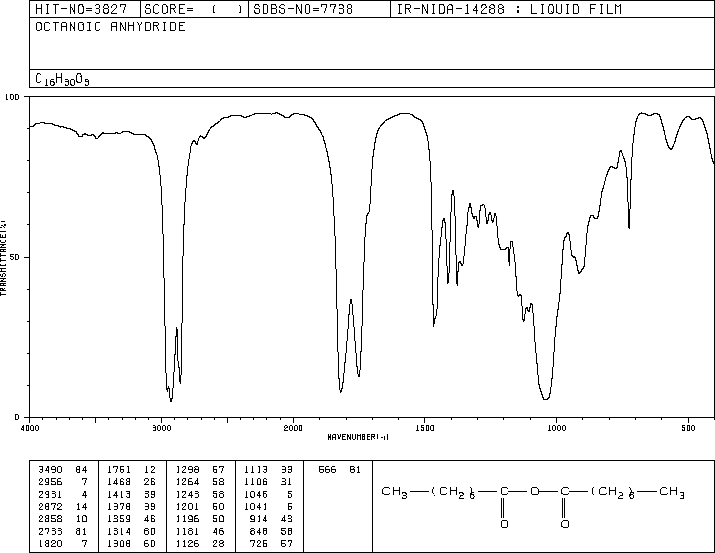 HIT-NO=3827 SCORE= ( ) SDBS-NO=7738 IR-NIDA-14288 : LIQUID FILM
OCTANOIC ANHYDRIDE
C16H30O3
100
50
0
TRANSMITTANCE(%)
4000 3000 2000 1500 1000 500
WAVENUMBER(-1)
3490 84 1751 12 1298 57 1113 33 566 81
2956 7 1468 26 1264 58 1106 31
2931 4 1413 39 1243 58 1046 5
2872 14 1378 39 1201 50 1041 5
2858 10 1359 46 1196 50 914 43
2733 81 1314 60 1181 46 848 58
1820 7 1308 60 1126 28 725 57
CH3—(CH2)6—C—O—C—(CH2)6—CH3
O O